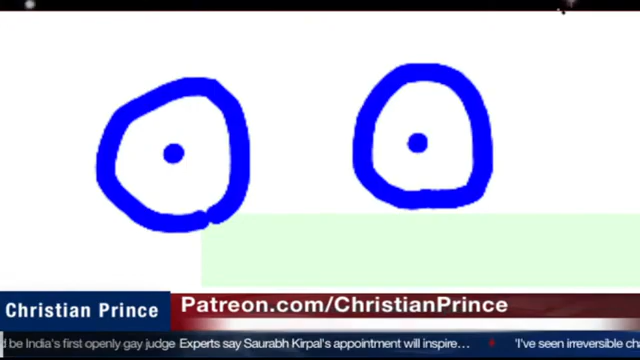 Christian Prince
Patreon.com/ChristianPrince
d be India's first openly gay judge Experts say Saurabh Kirpal's appointment will inspire… 'I've seen irreversible